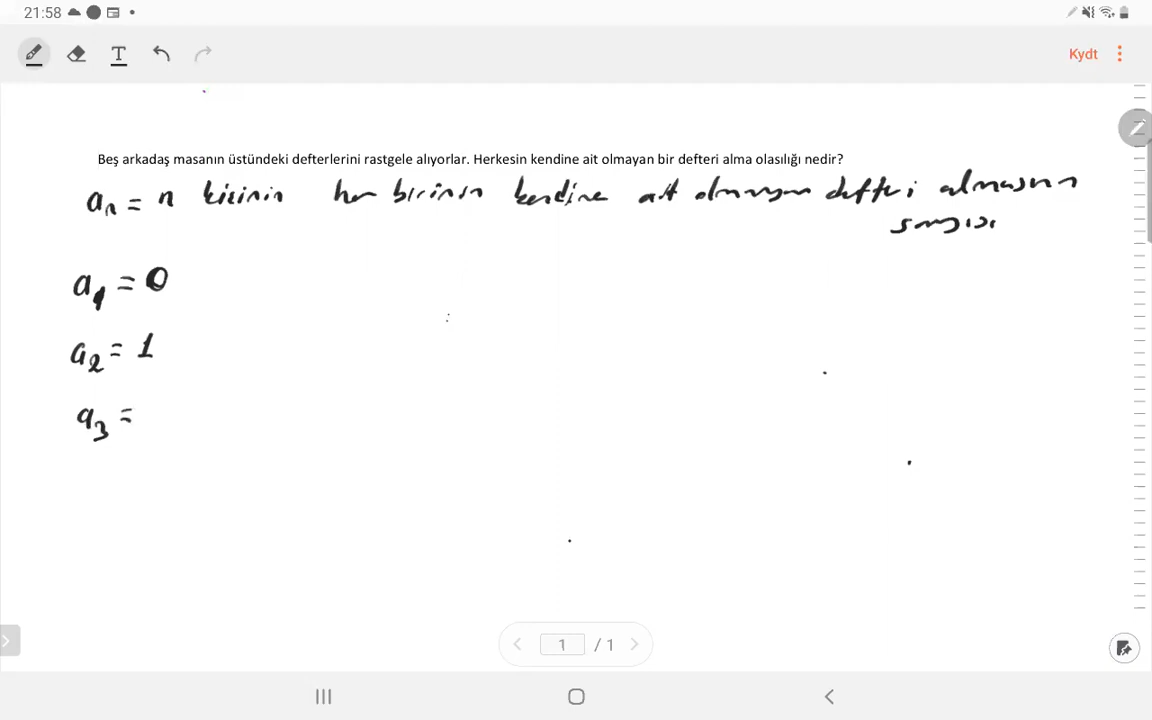 21:58
Kydt
Beş arkadaş masanın üstündeki defterlerini rastgele alıyorlar. Herkesin kendine ait olmayan bir defteri alma olasılığı nedir?
an = n kişinin her birinin kendine ait olmayan defteri almasının
sayısı
a1 = 0
a2 = 1
a3 =
1 / 1